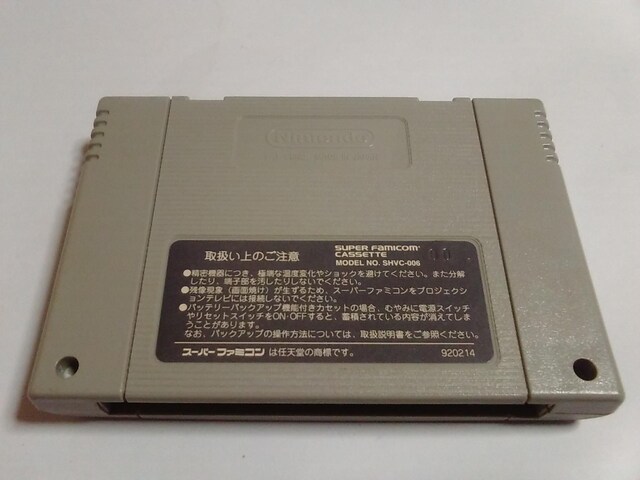 Nintendo
取扱い上のご注意
SUPER FAMICOM
CASSETTE
MODEL NO. SHVC-006
●精密機器につき、極端な温度変化やショックを避けてください。また分解
したり、端子部を汚したりしないでください。
●残像現象（画面焼け）が生ずるため、スーパーファミコンをプロジェクシ
ョンテレビには接続しないでください。
●バッテリーバックアップ機能付きカセットの場合、むやみに電源スイッチ
やリセットスイッチをON・OFFすると、蓄積されている内容が消えてしま
うことがあります。
なお、バックアップの操作方法については、取扱説明書をご参照ください。
スーパーファミコン は任天堂の商標です。
920214